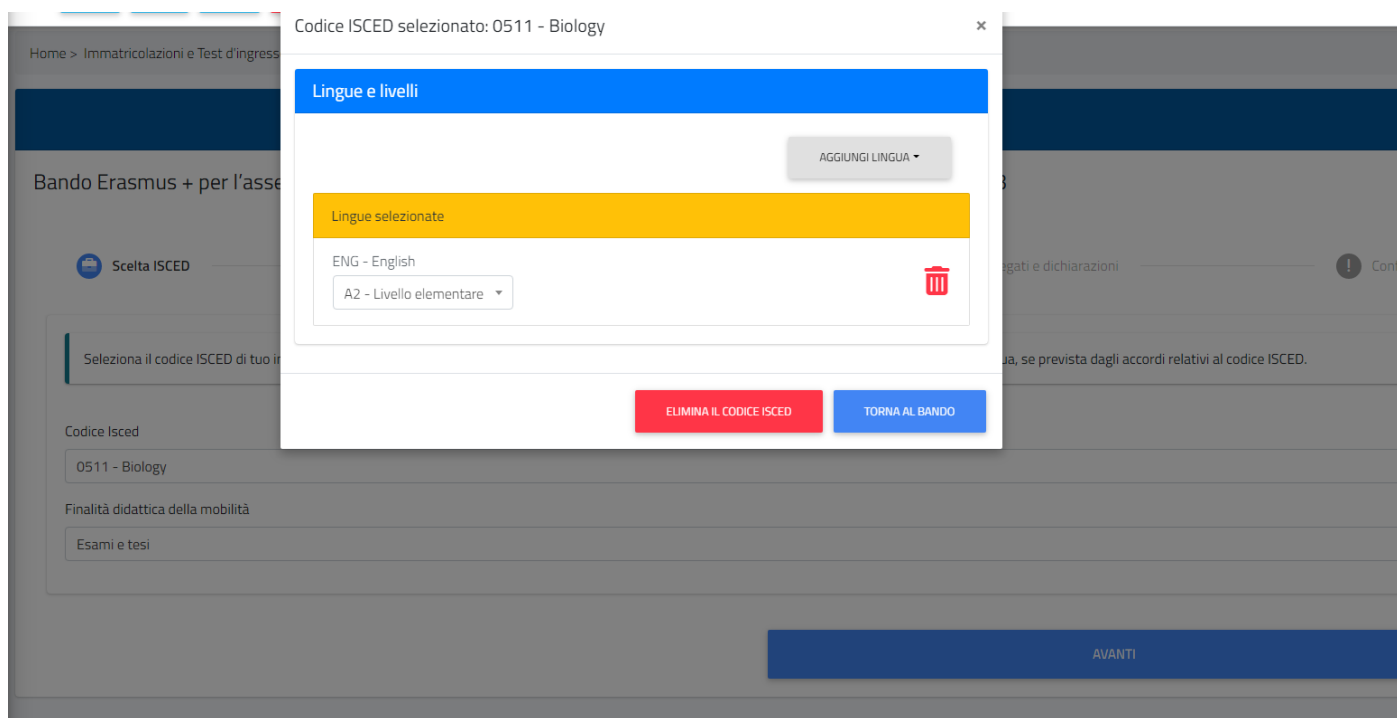 Codice ISCED selezionato: 0511 - Biology ×
Home > Immatricolazioni e Test d'ingress
Lingue e livelli
AGGIUNGI LINGUA
Bando Erasmus + per l'asse
Lingue selezionate
ENG - English
A2 - Livello elementare
Scelta ISCED
egati e dichiarazioni
! Con
Seleziona il codice ISCED di tuo in
ua, se prevista dagli accordi relativi al codice ISCED.
ELIMINA IL CODICE ISCED
TORNA AL BANDO
Codice Isced
0511 - Biology
Finalità didattica della mobilità
Esami e tesi
AVANTI